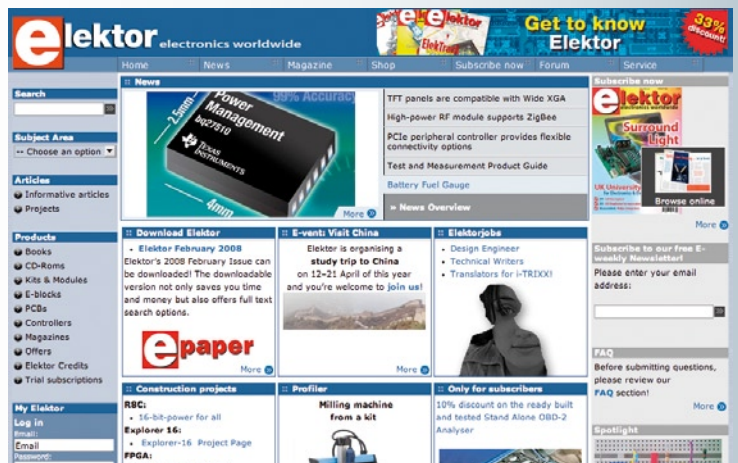 elektor electronics worldwide
Get to know
Elektor
33%
discount!
Home
News
Magazine
Shop
Subscribe now
Forum
Service
Search
Subject Area
-- Choose an option
Articles
Informative articles
Projects
Products
Books
CD-Roms
Kits & Modules
E-blocks
PCBs
Controllers
Magazines
Offers
Elektor Credits
Trial subscriptions
My Elektor
Log in
Email:
Email
Password:
News
99% Accuracy
Power
Management
bq27510
TEXAS
INSTRUMENTS
2.5mm
4mm
More
TFT panels are compatible with Wide XGA
High-power RF module supports ZigBee
PCIe peripheral controller provides flexible
connectivity options
Test and Measurement Product Guide
Battery Fuel Gauge
» News Overview
Download Elektor
• Elektor February 2008
Elektor's 2008 February Issue can
be downloaded! The downloadable
version not only saves you time
and money but also offers full text
search options.
epaper
More
E-vent: Visit China
Elektor is organising a
study trip to China
on 12-21 April of this year
and you're welcome to join us!
More
Elektorjobs
• Design Engineer
• Technical Writers
• Translators for i-TRIXX!
More
Construction projects
R8C:
• 16-bit-power for all
Explorer 16:
• Explorer-16 Project Page
FPGA:
Profiler
Milling machine
from a kit
Only for subscribers
10% discount on the ready built
and tested Stand Alone OBD-2
Analyser
Subscribe now
elektor
Surround
Light
UK University
Browse online
More
Subscribe to our free E-
weekly Newsletter!
Please enter your email
address:
FAQ
Before submitting questions,
please review our
FAQ section!
More
Spotlight